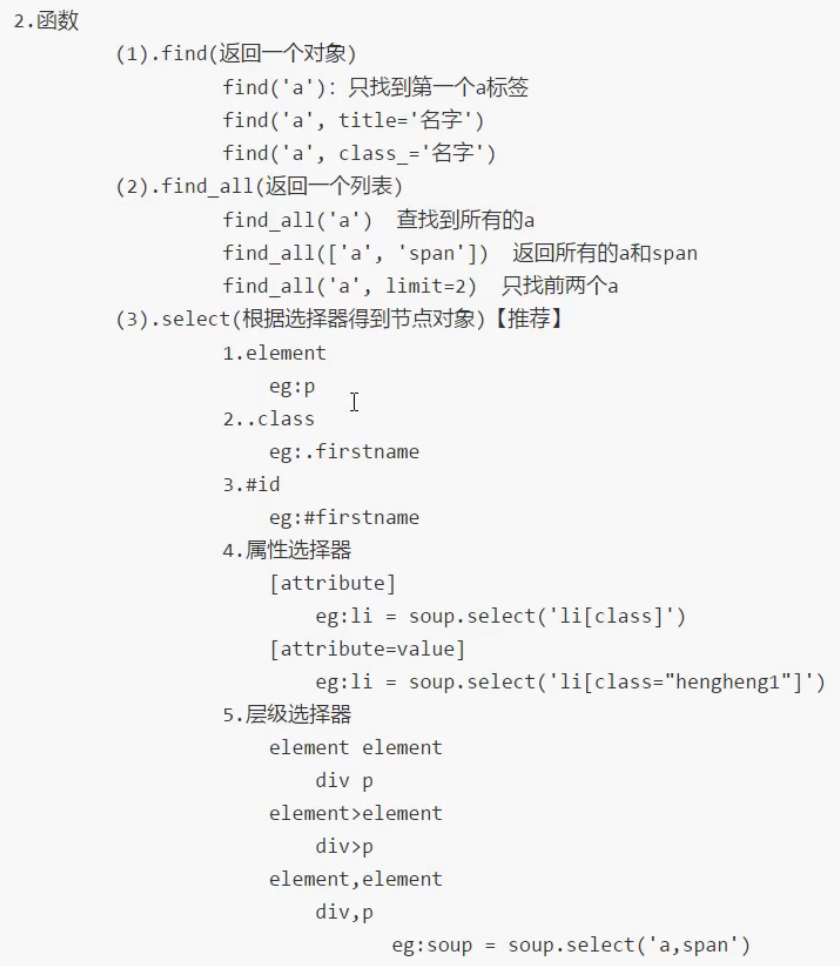 2.函数
(1).find(返回一个对象)
find('a'): 只找到第一个a标签
find('a', title='名字')
find('a', class_='名字')
(2).find_all(返回一个列表)
find_all('a') 查找到所有的a
find_all(['a', 'span']) 返回所有的a和span
find_all('a', limit=2) 只找前两个a
(3).select(根据选择器得到节点对象)【推荐】
1.element
eg:p
2..class
eg:.firstname
3.#id
eg:#firstname
4.属性选择器
[attribute]
eg:li = soup.select('li[class]')
[attribute=value]
eg:li = soup.select('li[class="hengheng1"]')
5.层级选择器
element element
div p
element>element
div>p
element,element
div,p
eg:soup = soup.select('a,span')